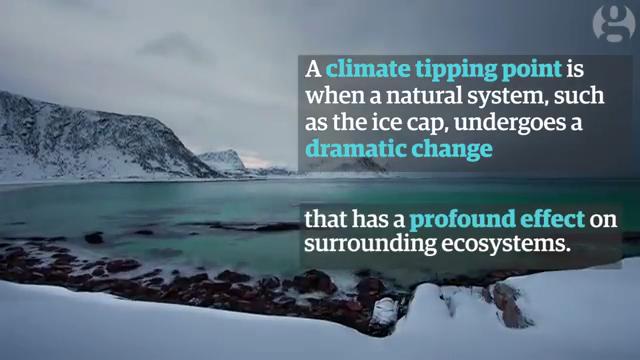 A climate tipping point is
when a natural system, such
as the ice cap, undergoes a
dramatic change
that has a profound effect on
surrounding ecosystems.